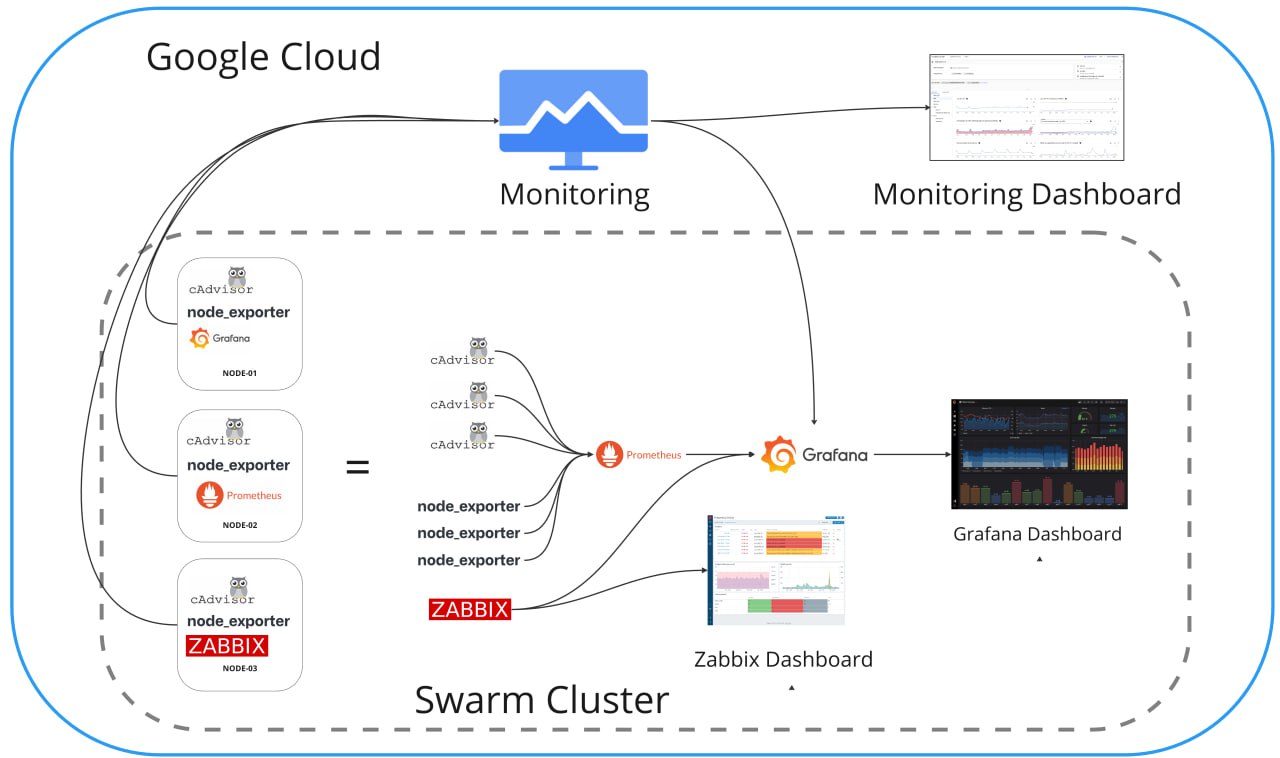 Google Cloud
Monitoring
Monitoring Dashboard
cAdvisor
node_exporter
Grafana
NODE-01
cAdvisor
node_exporter
Prometheus
NODE-02
cAdvisor
node_exporter
ZABBIX
NODE-03
=
cAdvisor
cAdvisor
cAdvisor
node_exporter
node_exporter
node_exporter
ZABBIX
Prometheus
Grafana
Grafana Dashboard
Zabbix Dashboard
Swarm Cluster